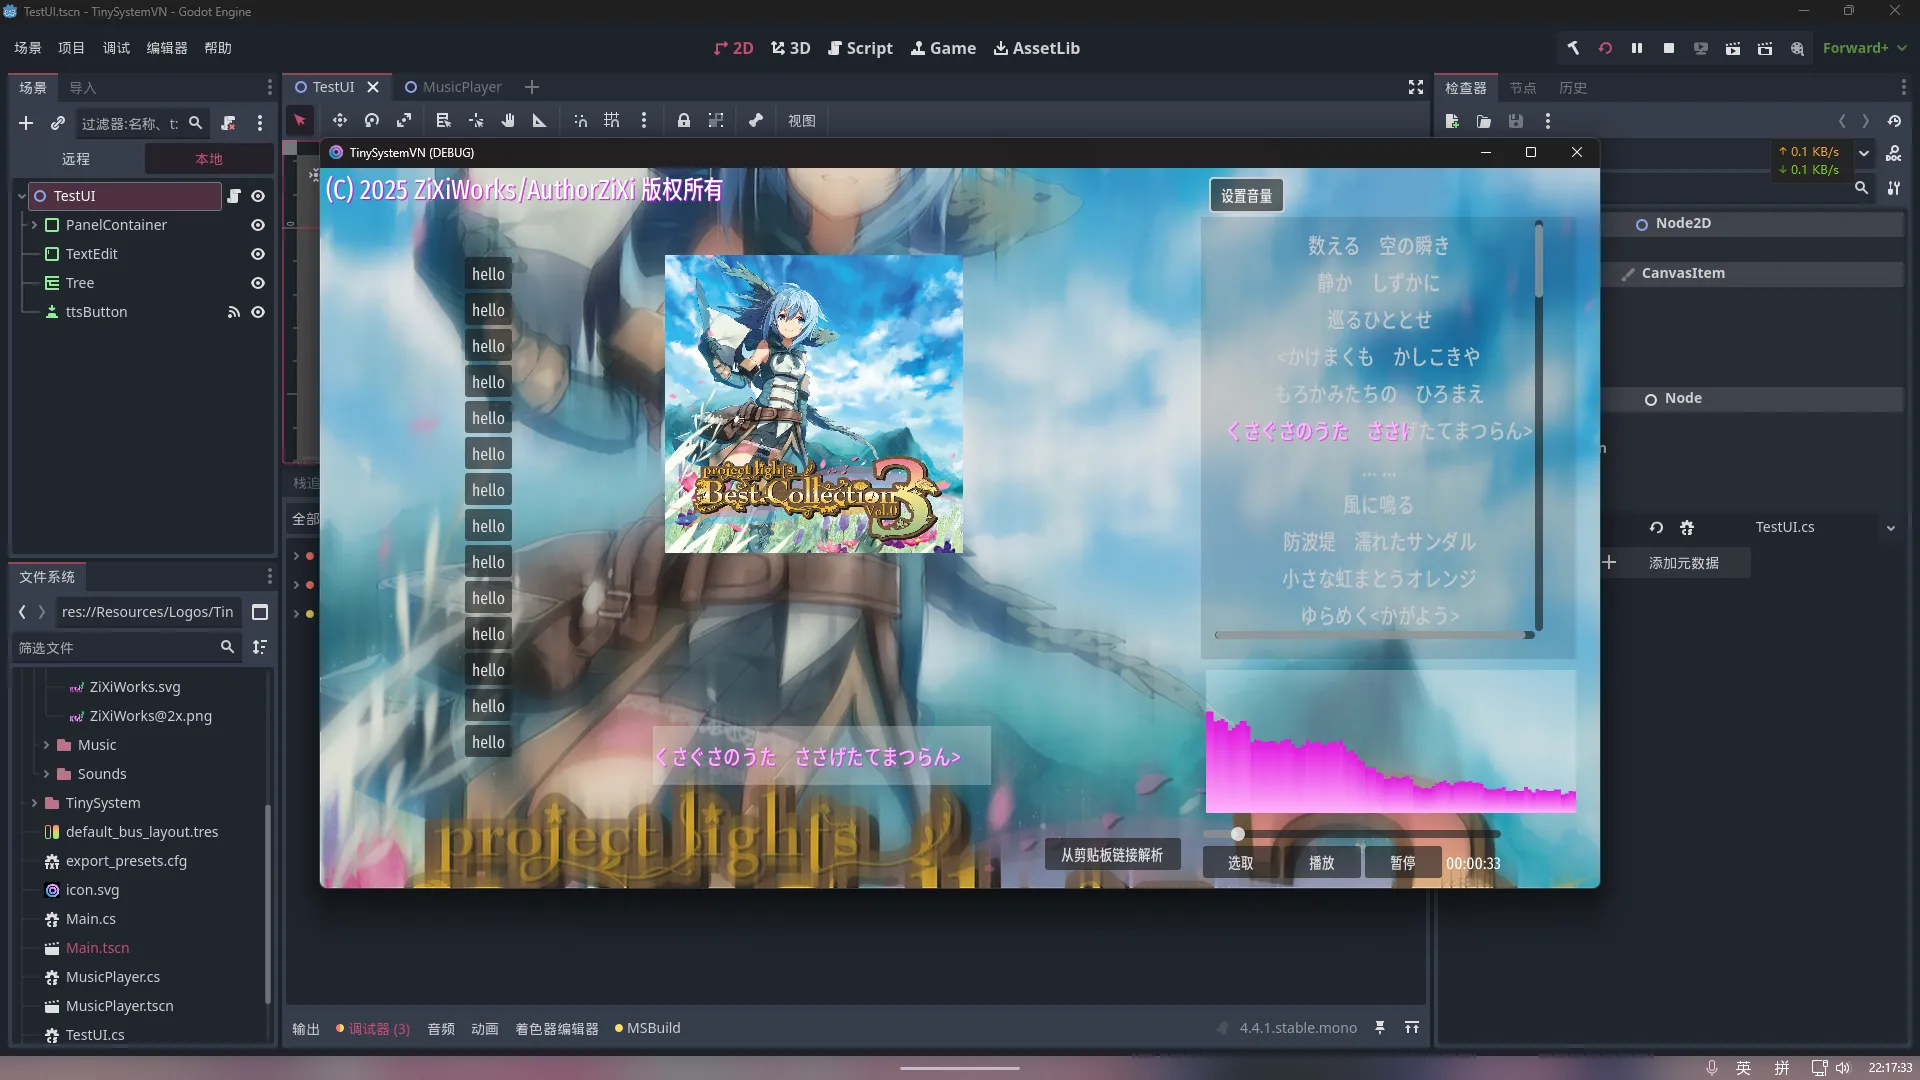 TestUI.tscn - TinySystemVN - Godot Engine
场景 项目 调试 编辑器 帮助
2D 3D Script Game AssetLib
Forward+
场景 导入
TestUI MusicPlayer
检查器 节点 历史
过滤器:名称、t:
视图
远程 本地
TestUI
PanelContainer
TextEdit
Tree
ttsButton
TinySystemVN (DEBUG)
(C) 2025 ZiXiWorks/AuthorZiXi 版权所有
设置音量
hello
hello
hello
hello
hello
hello
hello
hello
hello
hello
hello
hello
hello
hello
project lights
Best Collection
Vol.0
3
数える 空の瞬き
静か しずかに
巡るひととせ
<かけまくも かしこきや
もろかみたちの ひろまえ
くさぐさのうた ささげたてまつらん>
... ...
風に鳴る
防波堤 濡れたサンダル
小さな虹まとうオレンジ
ゆらめく<かがよう>
くさぐさのうた ささげたてまつらん>
project lights
从剪贴板链接解析
选取 播放 暂停 00:00:33
↑ 0.1 KB/s
↓ 0.1 KB/s
Node2D
CanvasItem
Node
TestUI.cs
添加元数据
栈追
全部
文件系统
res://Resources/Logos/Tin
筛选文件
ZiXiWorks.svg
ZiXiWorks@2x.png
Music
Sounds
TinySystem
default_bus_layout.tres
export_presets.cfg
icon.svg
Main.cs
Main.tscn
MusicPlayer.cs
MusicPlayer.tscn
TestUI.cs
输出 调试器 (3) 音频 动画 着色器编辑器 MSBuild
4.4.1.stable.mono
英 拼 22:17:33